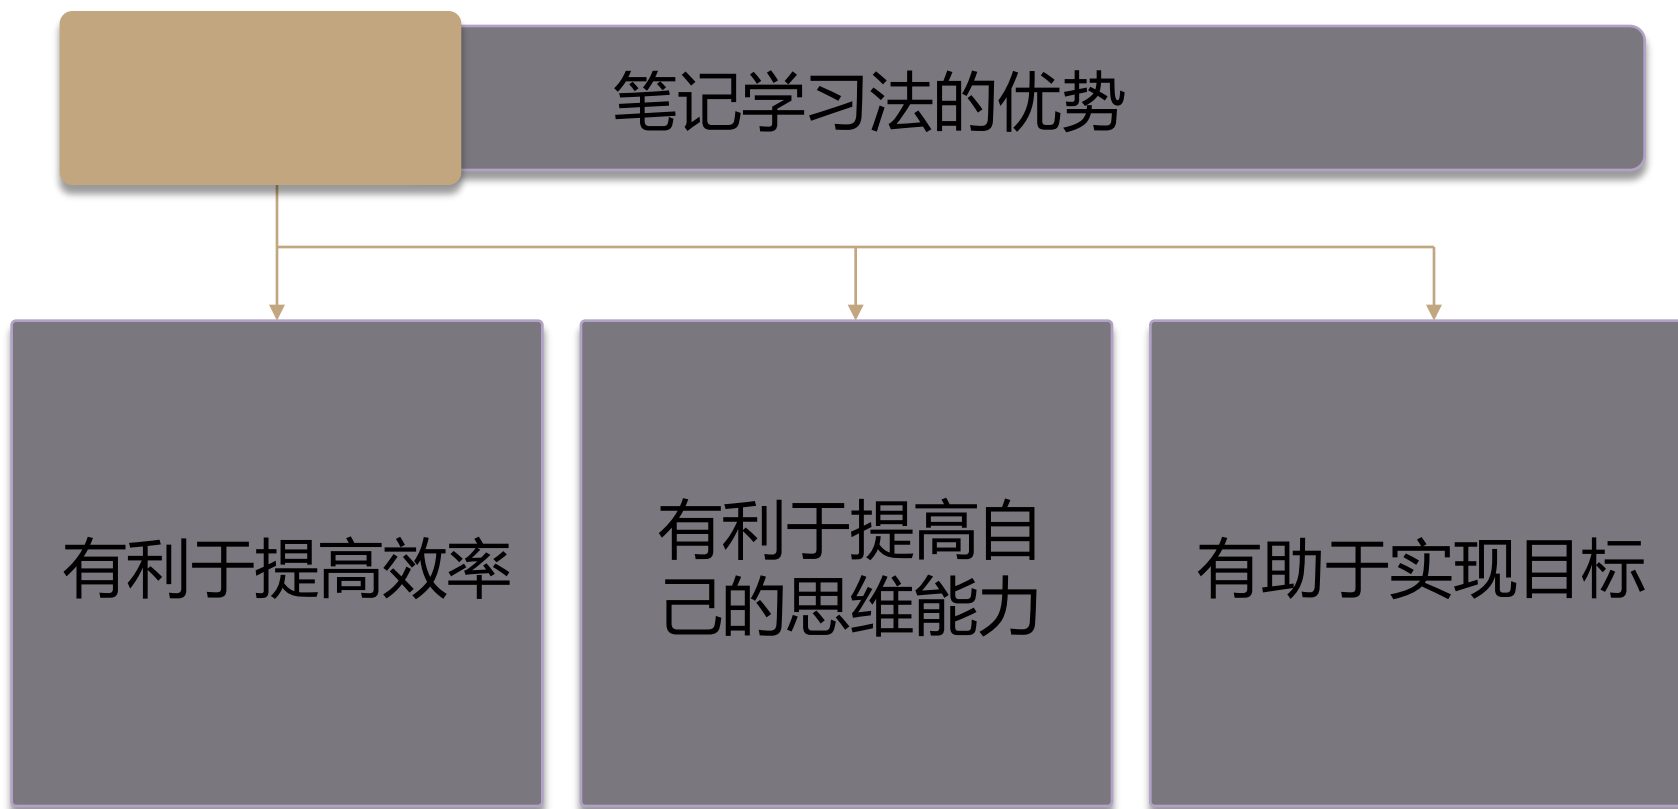 笔记学习法的优势
有利于提高效率
有利于提高自
己的思维能力
有助于实现目标